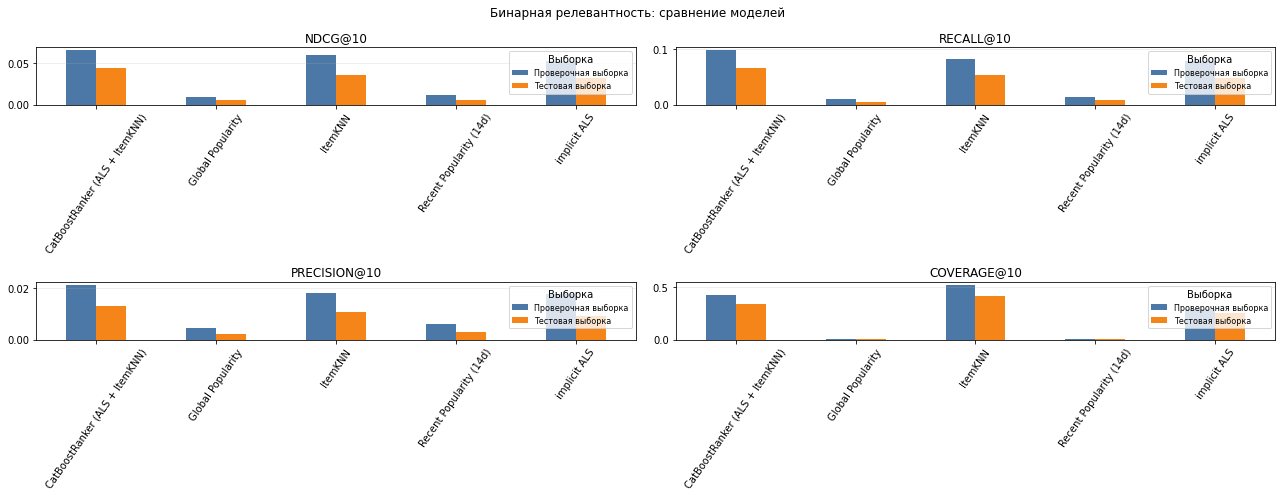 Бинарная релевантность: сравнение моделей
NDCG@10
0.05
0.00
Выборка
Проверочная выборка
Тестовая выборка
CatBoostRanker (ALS + ItemKNN)
Global Popularity
ItemKNN
Recent Popularity (14d)
implicit ALS
RECALL@10
0.1
0.0
Выборка
Проверочная выборка
Тестовая выборка
CatBoostRanker (ALS + ItemKNN)
Global Popularity
ItemKNN
Recent Popularity (14d)
implicit ALS
PRECISION@10
0.02
0.00
Выборка
Проверочная выборка
Тестовая выборка
CatBoostRanker (ALS + ItemKNN)
Global Popularity
ItemKNN
Recent Popularity (14d)
implicit ALS
COVERAGE@10
0.5
0.0
Выборка
Проверочная выборка
Тестовая выборка
CatBoostRanker (ALS + ItemKNN)
Global Popularity
ItemKNN
Recent Popularity (14d)
implicit ALS